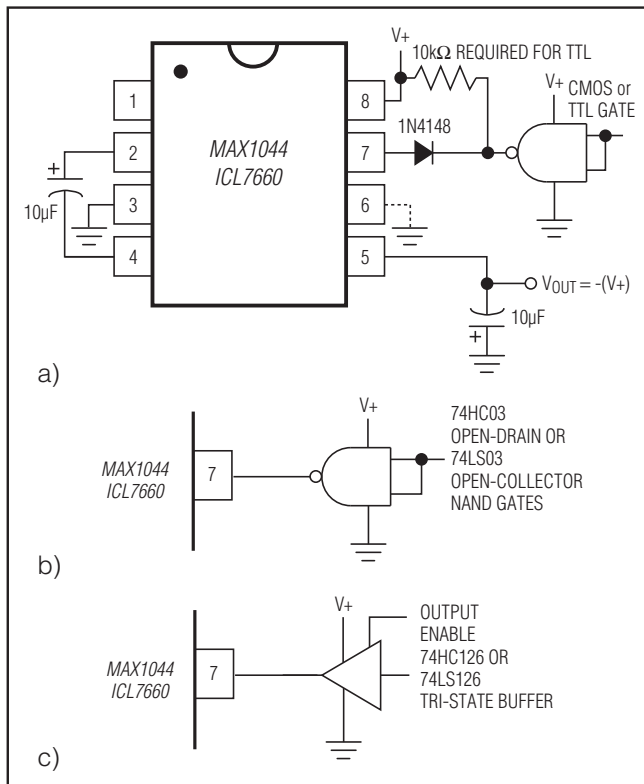 V+
10kΩ REQUIRED FOR TTL
1
8
V+
CMOS or
TTL GATE
1N4148
2
MAX1044
ICL7660
7
+
10µF
3
6
4
5
VOUT = -(V+)
10µF
+
a)
V+
74HC03
OPEN-DRAIN OR
74LS03
OPEN-COLLECTOR
NAND GATES
MAX1044
ICL7660
7
b)
V+
OUTPUT
ENABLE
74HC126 OR
74LS126
TRI-STATE BUFFER
MAX1044
ICL7660
7
c)